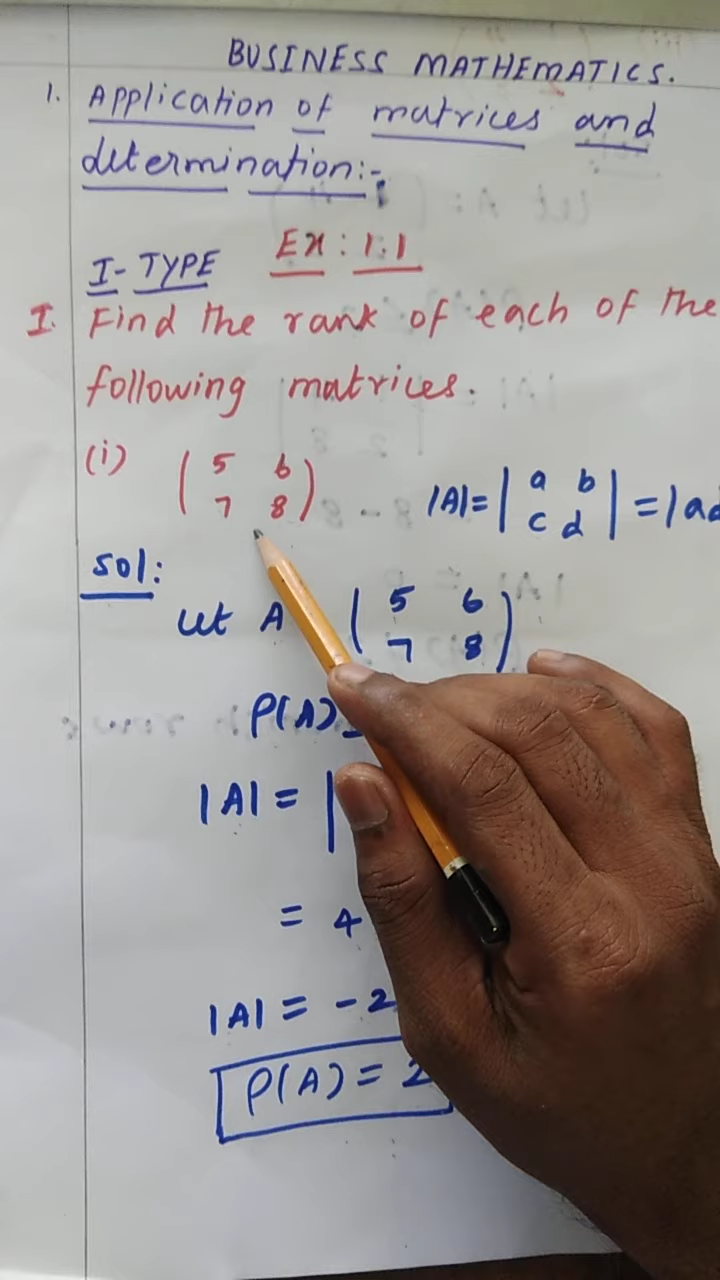 BUSINESS MATHEMATICS.
1. Application of matrices and
determination:-
I- TYPE Ex: 1.1
I. Find the rank of each of the
following matrices.
(i) ( 5 6 |A|= | a b | = |ad
7 8 ) c d
Sol:
Let A ( 5 6
7 8 )
ρ(A)
|A| = |
= 4
|A| = -2
ρ(A) = 2